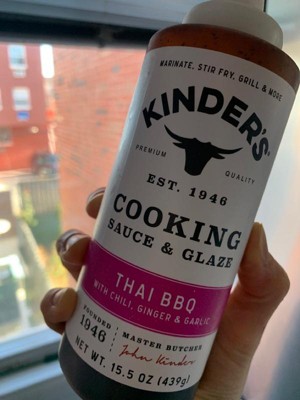 MARINATE, STIR FRY, GRILL & MORE
KINDER'S
PREMIUM QUALITY
EST. 1946
COOKING
SAUCE & GLAZE
THAI BBQ
WITH CHILI, GINGER & GARLIC
FOUNDED
1946
MASTER BUTCHER
John Kinder
NET WT. 15.5 OZ (439g)